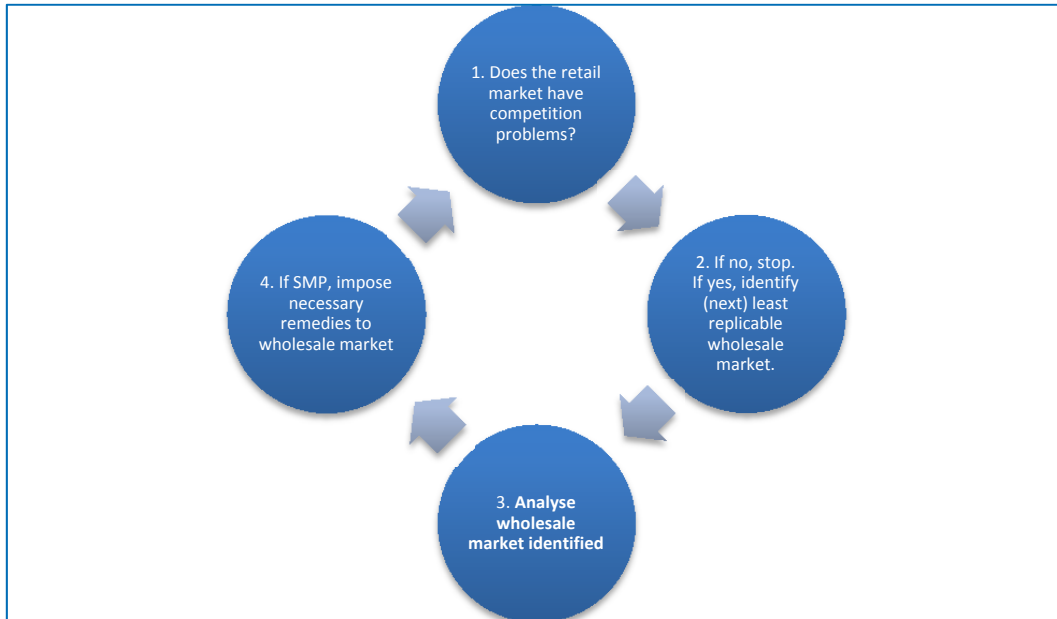 1. Does the retail
market have
competition
problems?
2. If no, stop.
If yes, identify
(next) least
replicable
wholesale
market.
3. Analyse
wholesale
market identified
4. If SMP, impose
necessary
remedies to
wholesale market